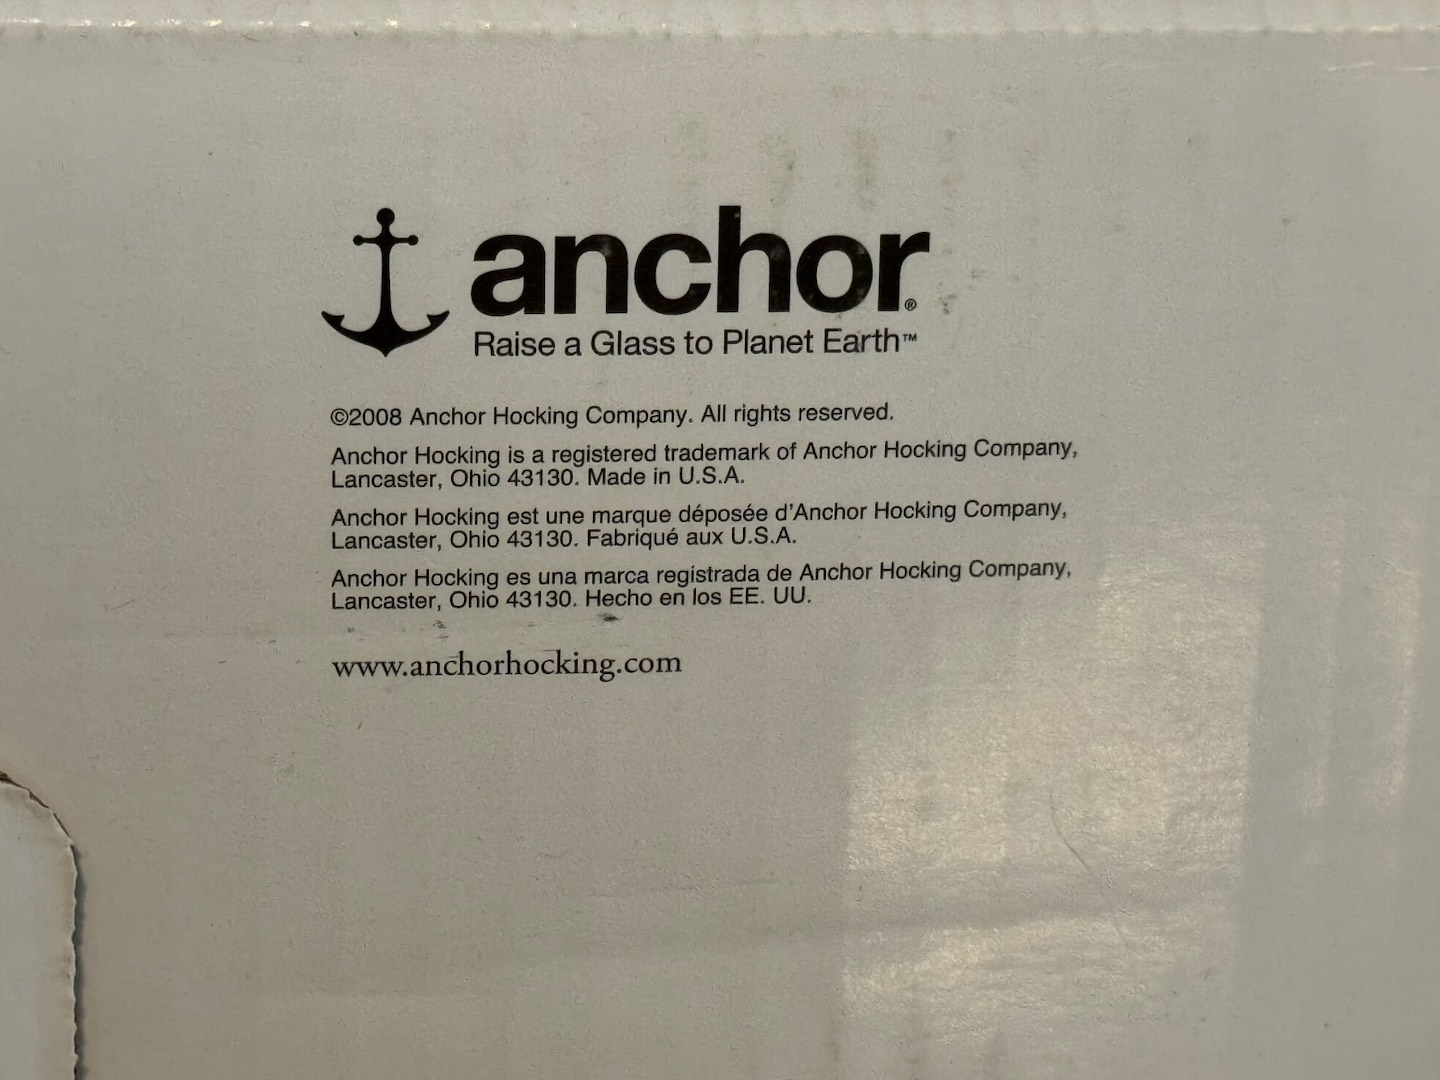 anchor®
Raise a Glass to Planet Earth™
©2008 Anchor Hocking Company. All rights reserved.
Anchor Hocking is a registered trademark of Anchor Hocking Company,
Lancaster, Ohio 43130. Made in U.S.A.
Anchor Hocking est une marque déposée d'Anchor Hocking Company,
Lancaster, Ohio 43130. Fabriqué aux U.S.A.
Anchor Hocking es una marca registrada de Anchor Hocking Company,
Lancaster, Ohio 43130. Hecho en los EE. UU.
www.anchorhocking.com